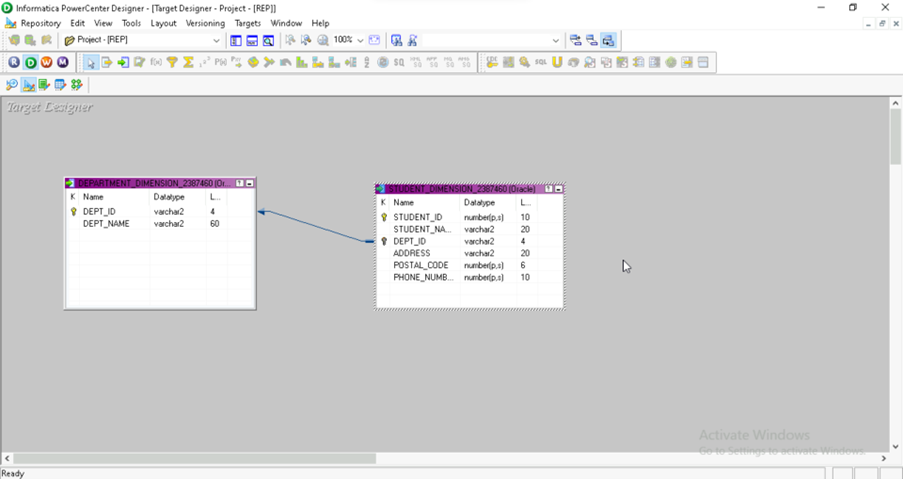 Informatica PowerCenter Designer - [Target Designer - Project - [REP]]
Repository Edit View Tools Layout Versioning Targets Window Help
Project - [REP] 100%
R D W M f(x) SQ SQL
Target Designer
DEPARTMENT_DIMENSION_2387460 (Or...
K Name Datatype L...
DEPT_ID varchar2 4
DEPT_NAME varchar2 60
STUDENT_DIMENSION_2387460 (Oracle)
K Name Datatype L...
STUDENT_ID number(p,s) 10
STUDENT_NA... varchar2 20
DEPT_ID varchar2 4
ADDRESS varchar2 20
POSTAL_CODE number(p,s) 6
PHONE_NUMB... number(p,s) 10
Activate Windows
Go to Settings to activate Windows.
Ready